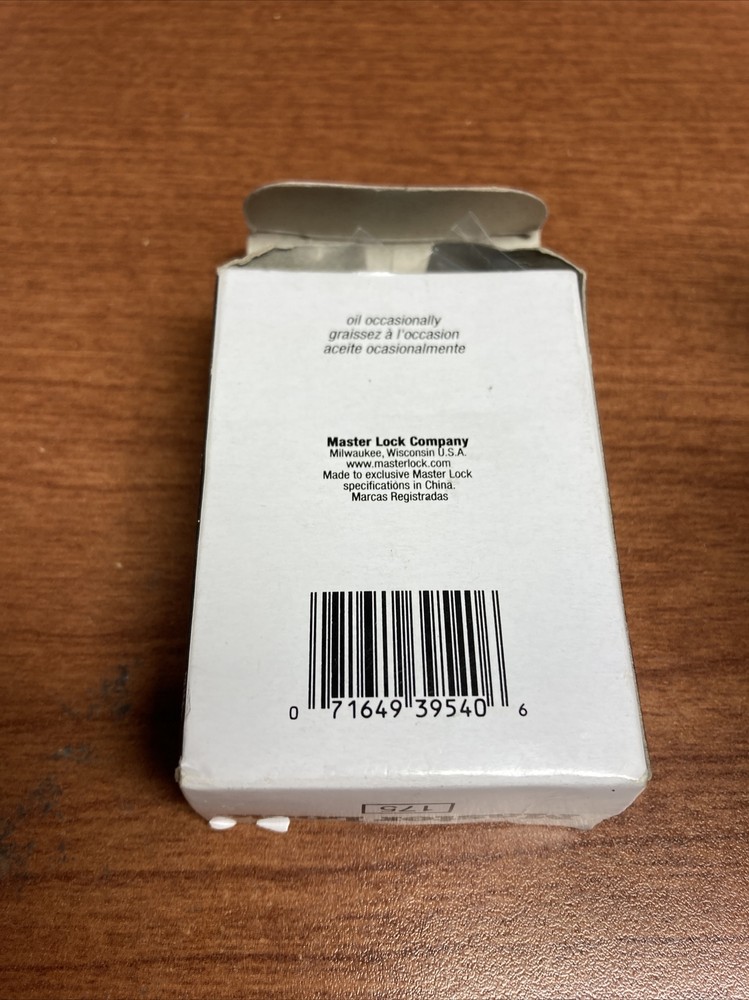 oil occasionally
graissez à l'occasion
aceite ocasionalmente
Master Lock Company
Milwaukee, Wisconsin U.S.A.
www.masterlock.com
Made to exclusive Master Lock
specifications in China.
Marcas Registradas
0 71649 39540 6
175